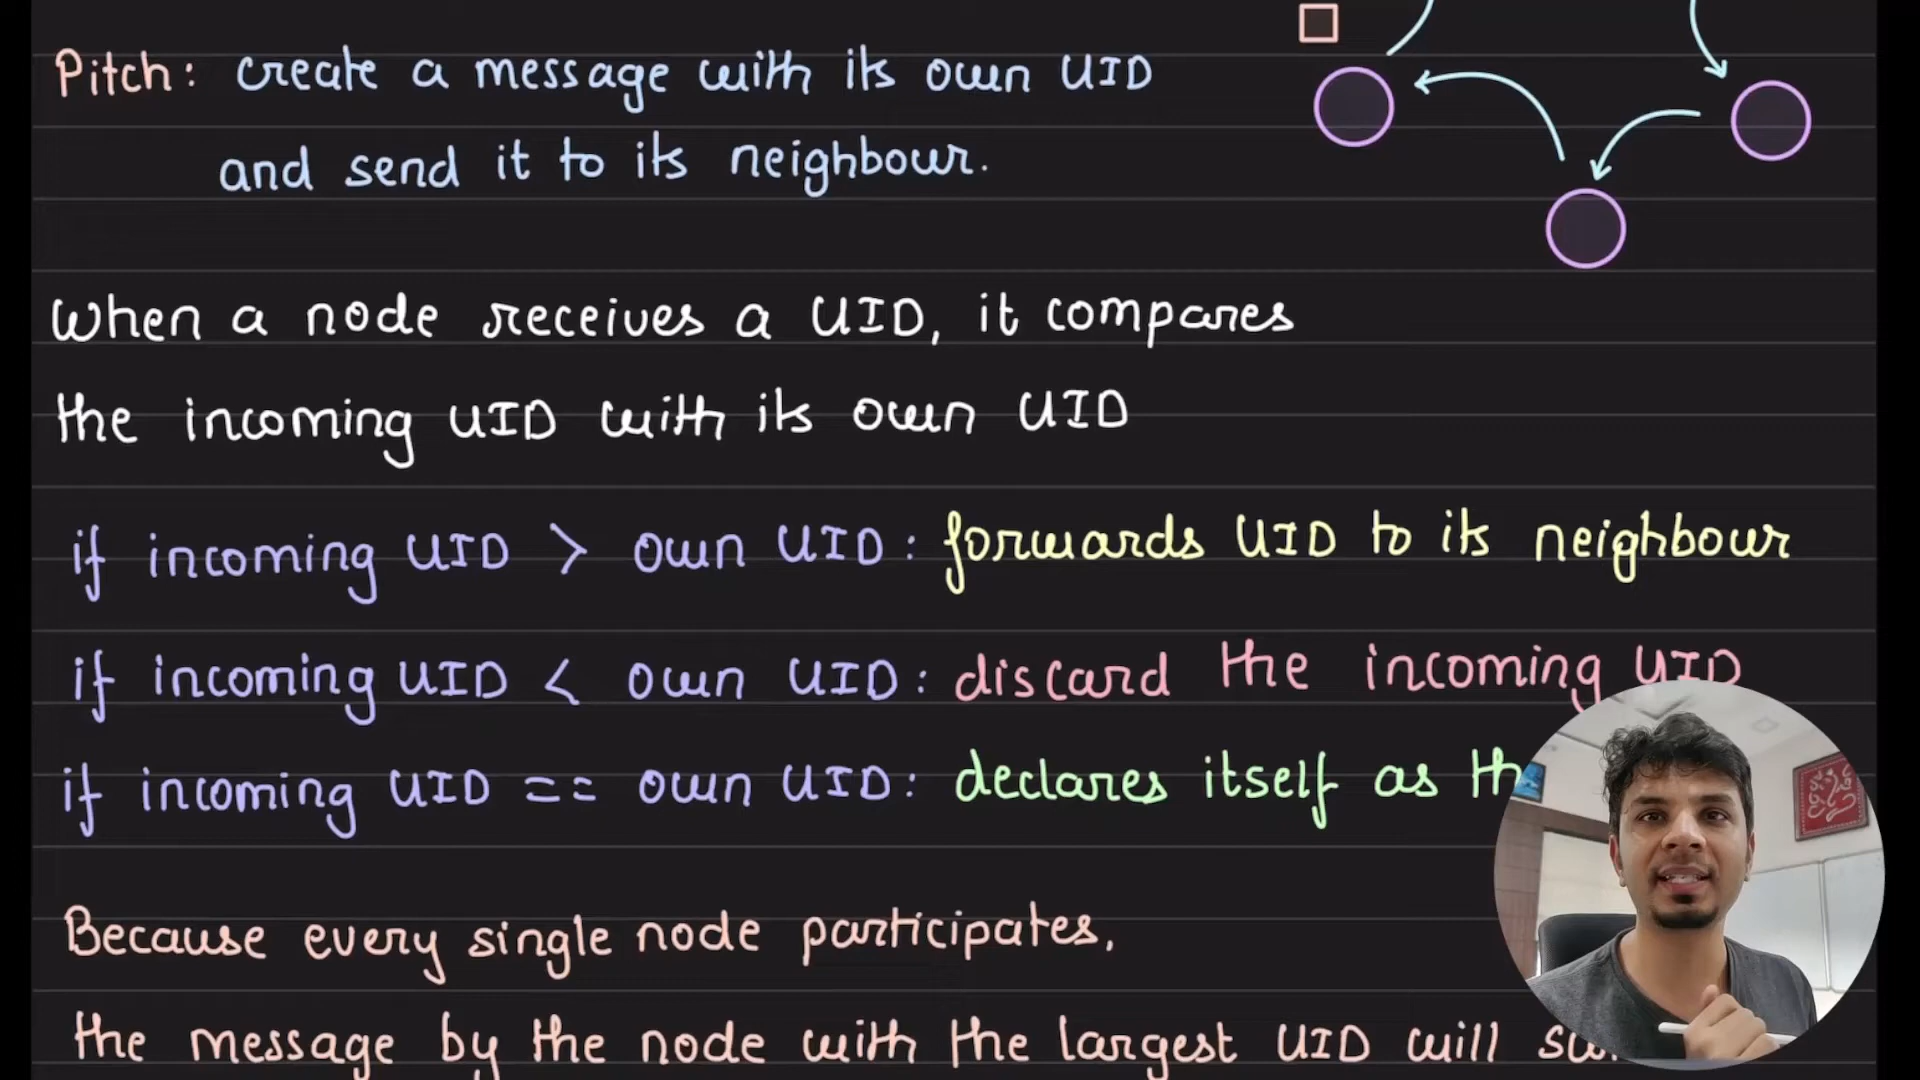 Pitch: create a message with its own UID
and send it to its neighbour.
When a node receives a UID, it compares
the incoming UID with its own UID
if incoming UID > own UID: forwards UID to its neighbour
if incoming UID < own UID: discard the incoming UID
if incoming UID == own UID: declares itself as
Because every single node participates,
the message by the node with the largest UID will